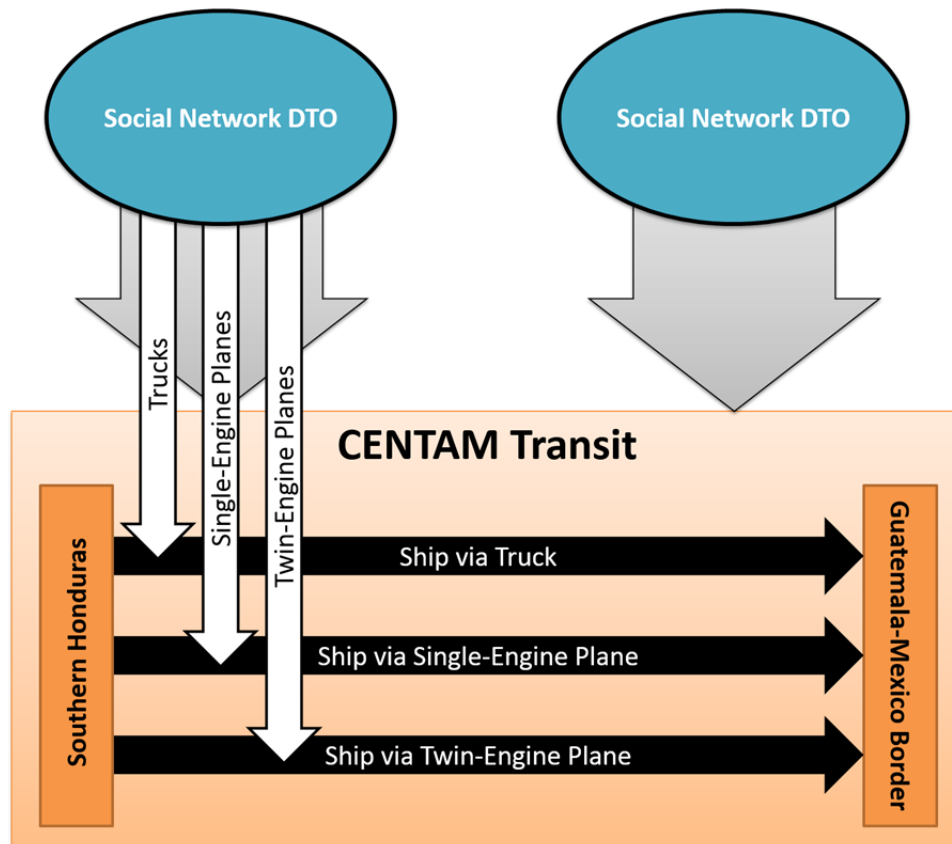 Social Network DTO
Social Network DTO
Trucks
Single-Engine Planes
Twin-Engine Planes
CENTAM Transit
Southern Honduras
Ship via Truck
Ship via Single-Engine Plane
Ship via Twin-Engine Plane
Guatemala-Mexico Border